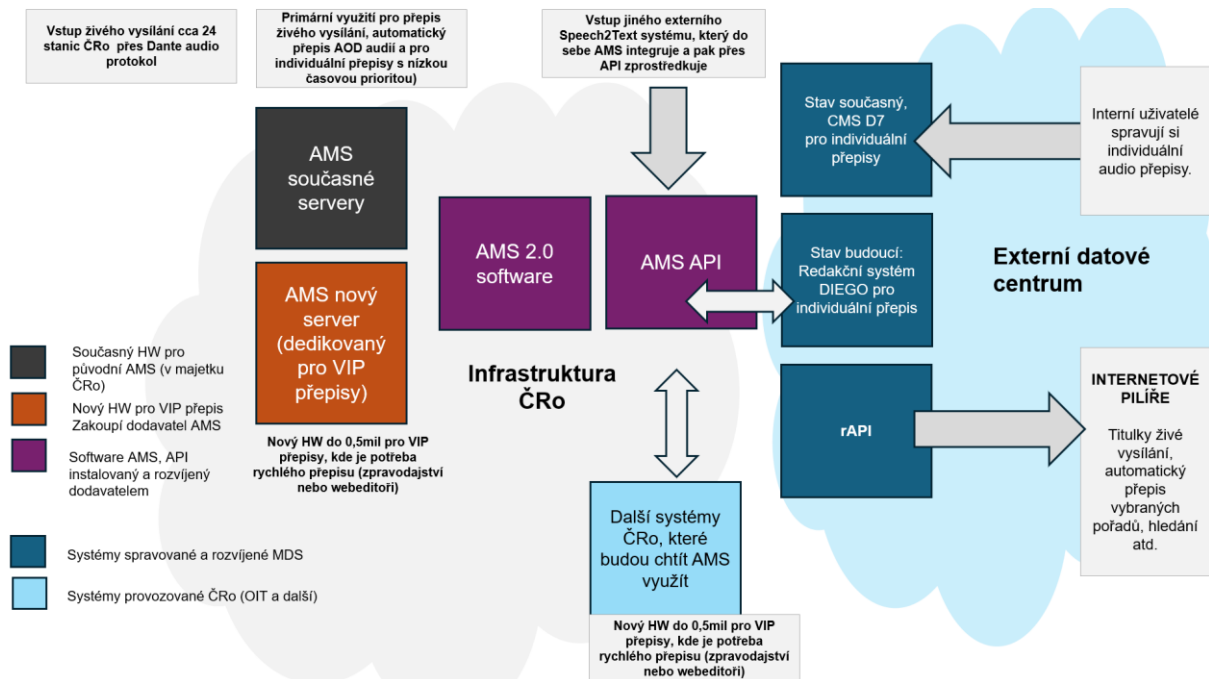 Vstup živého vysílání cca 24
stanic ČRo přes Dante audio
protokol
Primární využití pro přepis
živého vysílání, automatický
přepis AOD audií a pro
individuální přepisy s nízkou
časovou prioritou)
Vstup jiného externího
Speech2Text systému, který do
sebe AMS integruje a pak přes
API zprostředkuje
AMS
současné
servery
AMS nový
server
(dedikovaný
pro VIP
přepisy)
Nový HW do 0,5mil pro VIP
přepisy, kde je potřeba
rychlého přepisu (zpravodajství
nebo webeditoři)
AMS 2.0
software
AMS API
Infrastruktura
ČRo
Další systémy
ČRo, které
budou chtít AMS
využít
Nový HW do 0,5mil pro VIP
přepisy, kde je potřeba
rychlého přepisu (zpravodajství
nebo webeditoři)
Stav současný,
CMS D7
pro individuální
přepisy
Stav budoucí:
Redakční systém
DIEGO pro
individuální přepis
rAPI
Interní uživatelé
spravují si
individuální
audio přepisy.
Externí datové
centrum
INTERNETOVÉ
PILÍŘE
Titulky živé
vysílání,
automatický
přepis
vybraných
pořadů, hledání
atd.
Současný HW pro
původní AMS (v majetku
ČRo)
Nový HW pro VIP přepis
Zakoupí dodavatel AMS
Software AMS, API
instalovaný a rozvíjený
dodavatelem
Systémy spravované a rozvíjené MDS
Systémy provozované ČRo (OIT a další)